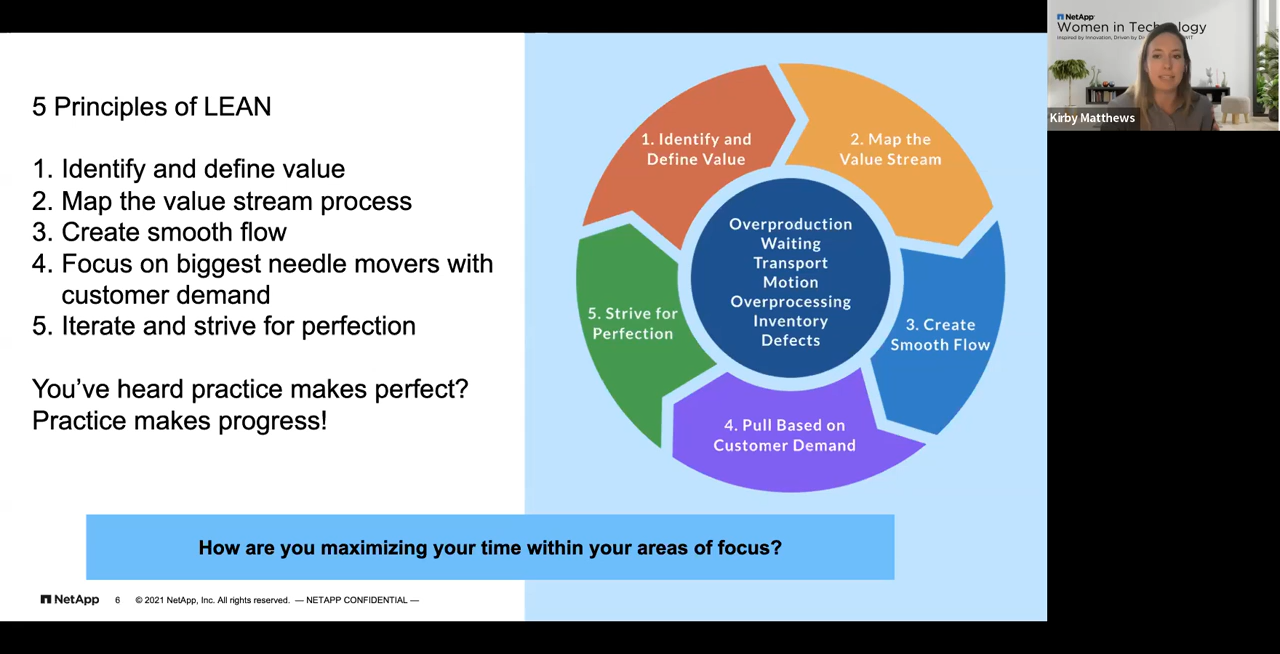 5 Principles of LEAN
1. Identify and define value
2. Map the value stream process
3. Create smooth flow
4. Focus on biggest needle movers with
customer demand
5. Iterate and strive for perfection
You've heard practice makes perfect?
Practice makes progress!
1. Identify and
Define Value
2. Map the
Value Stream
3. Create
Smooth Flow
4. Pull Based on
Customer Demand
5. Strive for
Perfection
Overproduction
Waiting
Transport
Motion
Overprocessing
Inventory
Defects
How are you maximizing your time within your areas of focus?
NetApp 6 © 2021 NetApp, Inc. All rights reserved. — NETAPP CONFIDENTIAL —
NetApp
Women in Technology
Inspired by Innovation, Driven by
Kirby Matthews